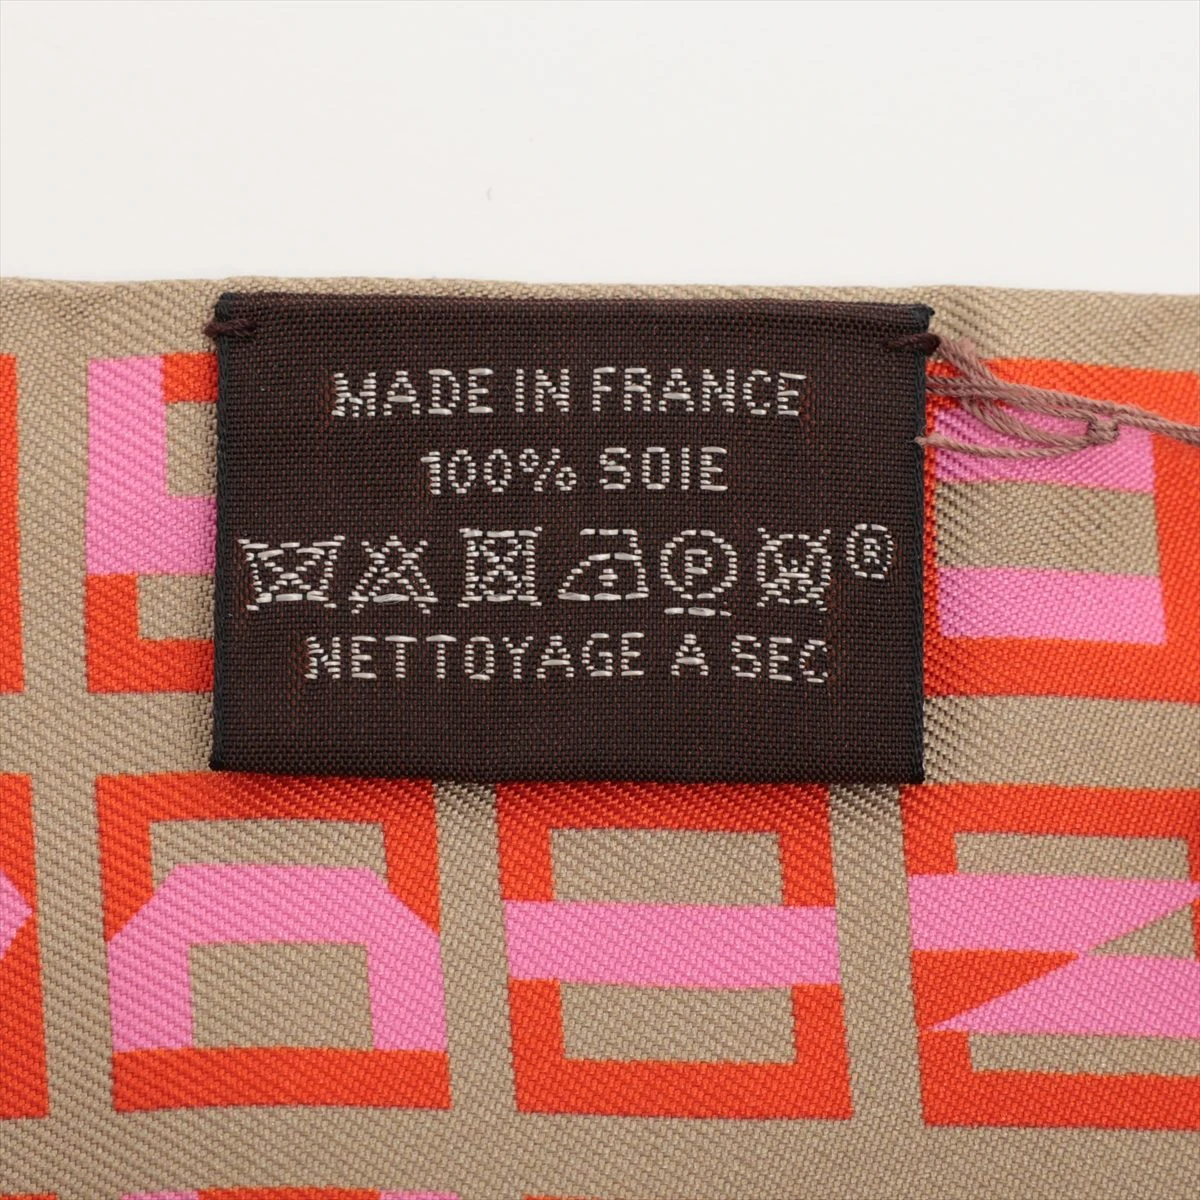 MADE IN FRANCE
100% SOIE
P ®
NETTOYAGE A SEC